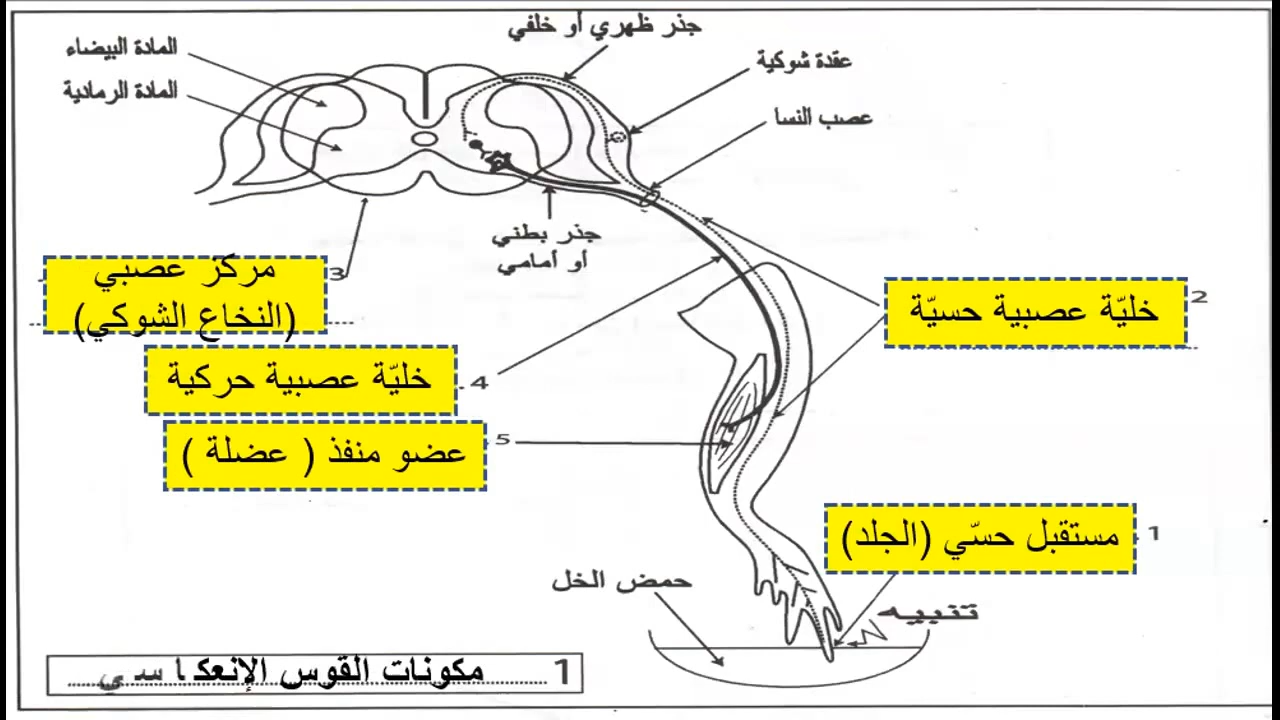 جذر ظهري أو خلفي
المادة البيضاء
عقدة شوكية
المادة الرمادية
عصب النسا
جذر بطني
أو أمامي
3
مركز عصبي
(النخاع الشوكي)
2
خليّة عصبية حسيّة
4
خليّة عصبية حركية
5
عضو منفذ ( عضلة )
1
مستقبل حسّي (الجلد)
حمض الخل
تنبيه
1 مكونات القوس الإنعكاسي